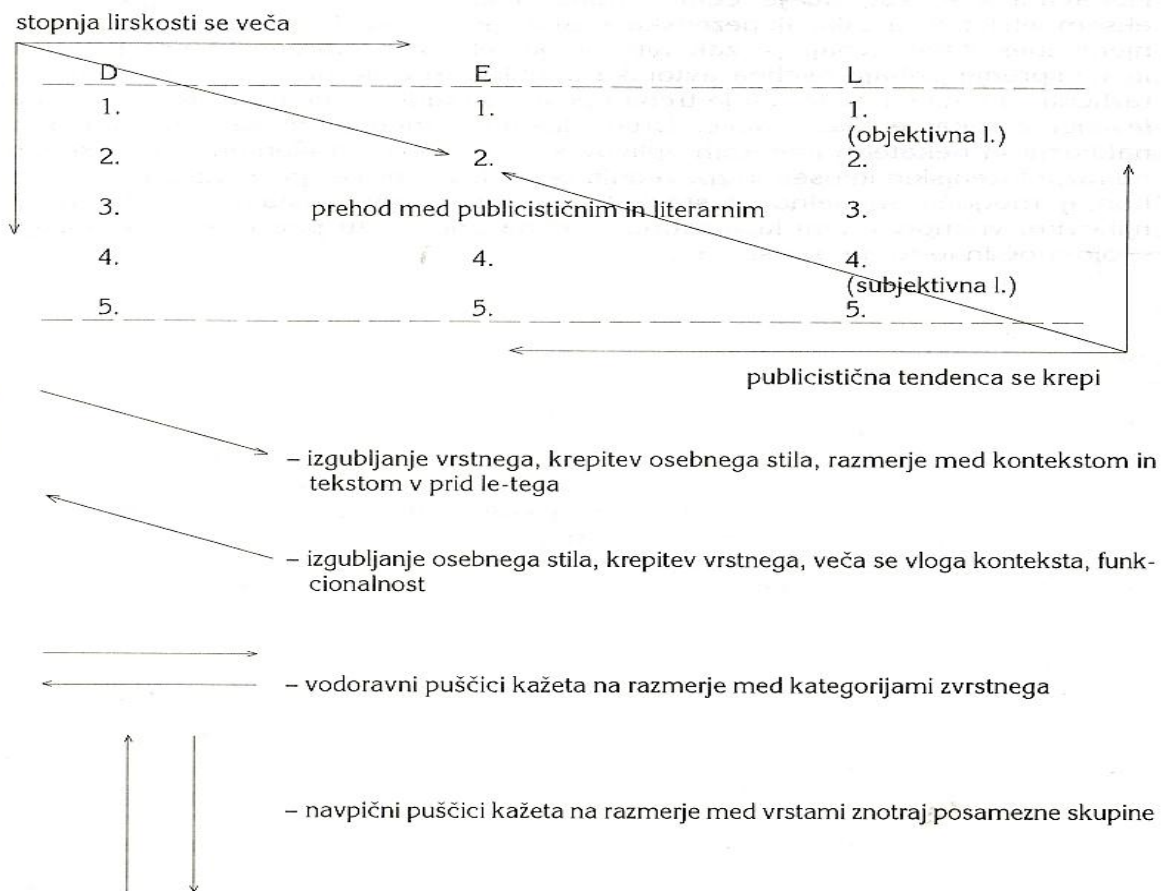 stopnja lirskosti se veča
D E L
1. 1. 1.
(objektivna l.)
2. 2. 2.
3. prehod med publicističnim in literarnim 3.
4. 4. 4.
(subjektivna l.)
5. 5. 5.
publicistična tendenca se krepi
– izgubljanje vrstnega, krepitev osebnega stila, razmerje med kontekstom in
tekstom v prid le-tega
– izgubljanje osebnega stila, krepitev vrstnega, veča se vloga konteksta, funk-
cionalnost
– vodoravni puščici kažeta na razmerje med kategorijami zvrstnega
– navpični puščici kažeta na razmerje med vrstami znotraj posamezne skupine